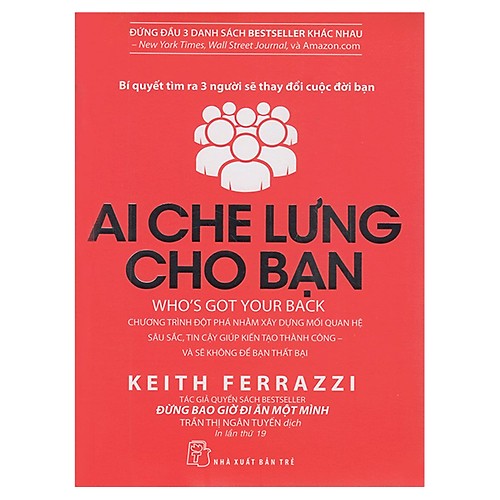 ĐỨNG ĐẦU 3 DANH SÁCH BESTSELLER KHÁC NHAU
– New York Times, Wall Street Journal, và Amazon.com
Bí quyết tìm ra 3 người sẽ thay đổi cuộc đời bạn
AI CHE LƯNG
CHO BẠN
WHO'S GOT YOUR BACK
CHƯƠNG TRÌNH ĐỘT PHÁ NHẰM XÂY DỰNG MỐI QUAN HỆ
SÂU SẮC, TIN CẬY GIÚP KIẾN TẠO THÀNH CÔNG –
VÀ SẼ KHÔNG ĐỂ BẠN THẤT BẠI
KEITH FERRAZZI
TÁC GIẢ QUYỂN SÁCH BESTSELLER
ĐỪNG BAO GIỜ ĐI ĂN MỘT MÌNH
TRẦN THỊ NGÂN TUYẾN dịch
In lần thứ 19
NHÀ XUẤT BẢN TRẺ